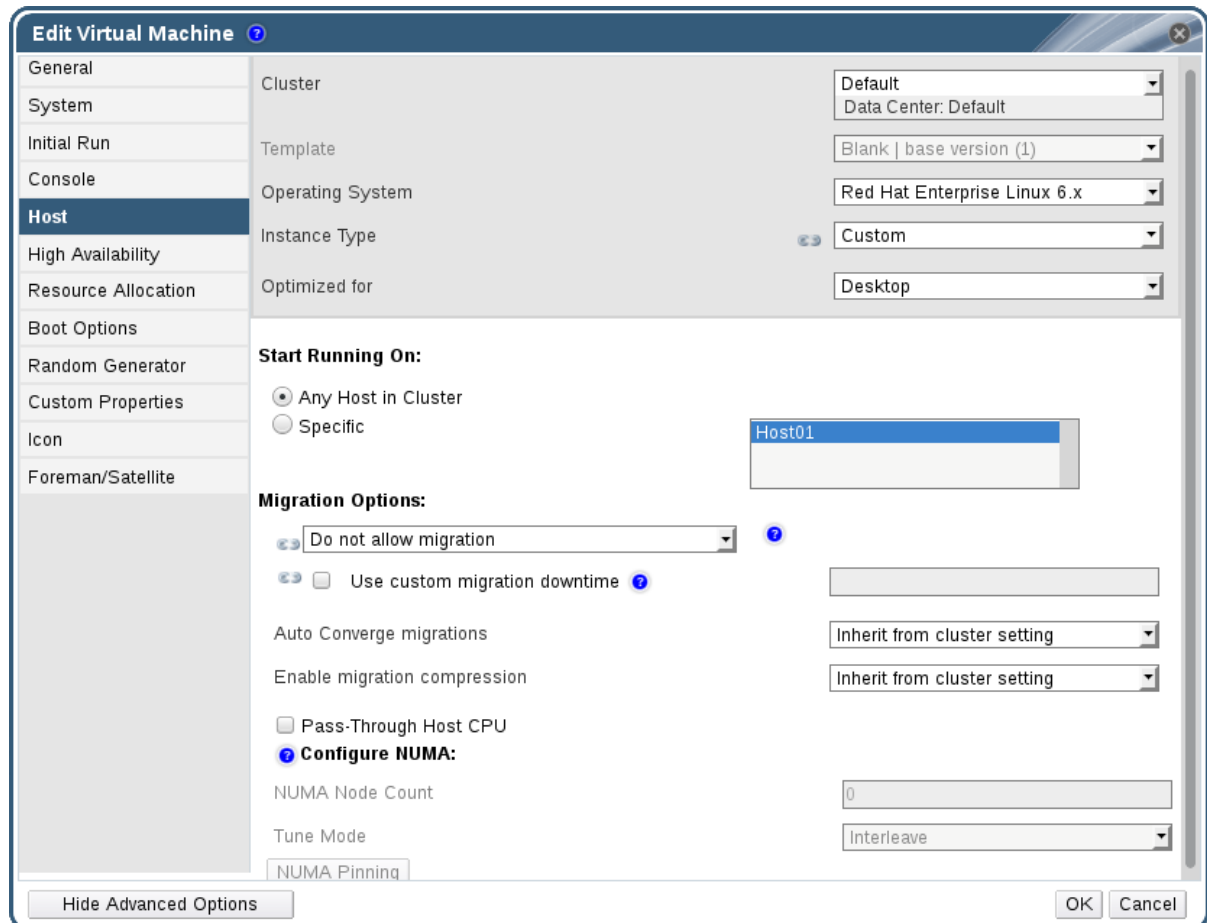 Edit Virtual Machine ?
General
System
Initial Run
Console
Host
High Availability
Resource Allocation
Boot Options
Random Generator
Custom Properties
Icon
Foreman/Satellite
Cluster Default
Data Center: Default
Template Blank | base version (1)
Operating System Red Hat Enterprise Linux 6.x
Instance Type Custom
Optimized for Desktop
Start Running On:
Any Host in Cluster
Specific
Host01
Migration Options:
Do not allow migration ?
Use custom migration downtime ?
Auto Converge migrations Inherit from cluster setting
Enable migration compression Inherit from cluster setting
Pass-Through Host CPU
? Configure NUMA:
NUMA Node Count 0
Tune Mode Interleave
NUMA Pinning
Hide Advanced Options OK Cancel